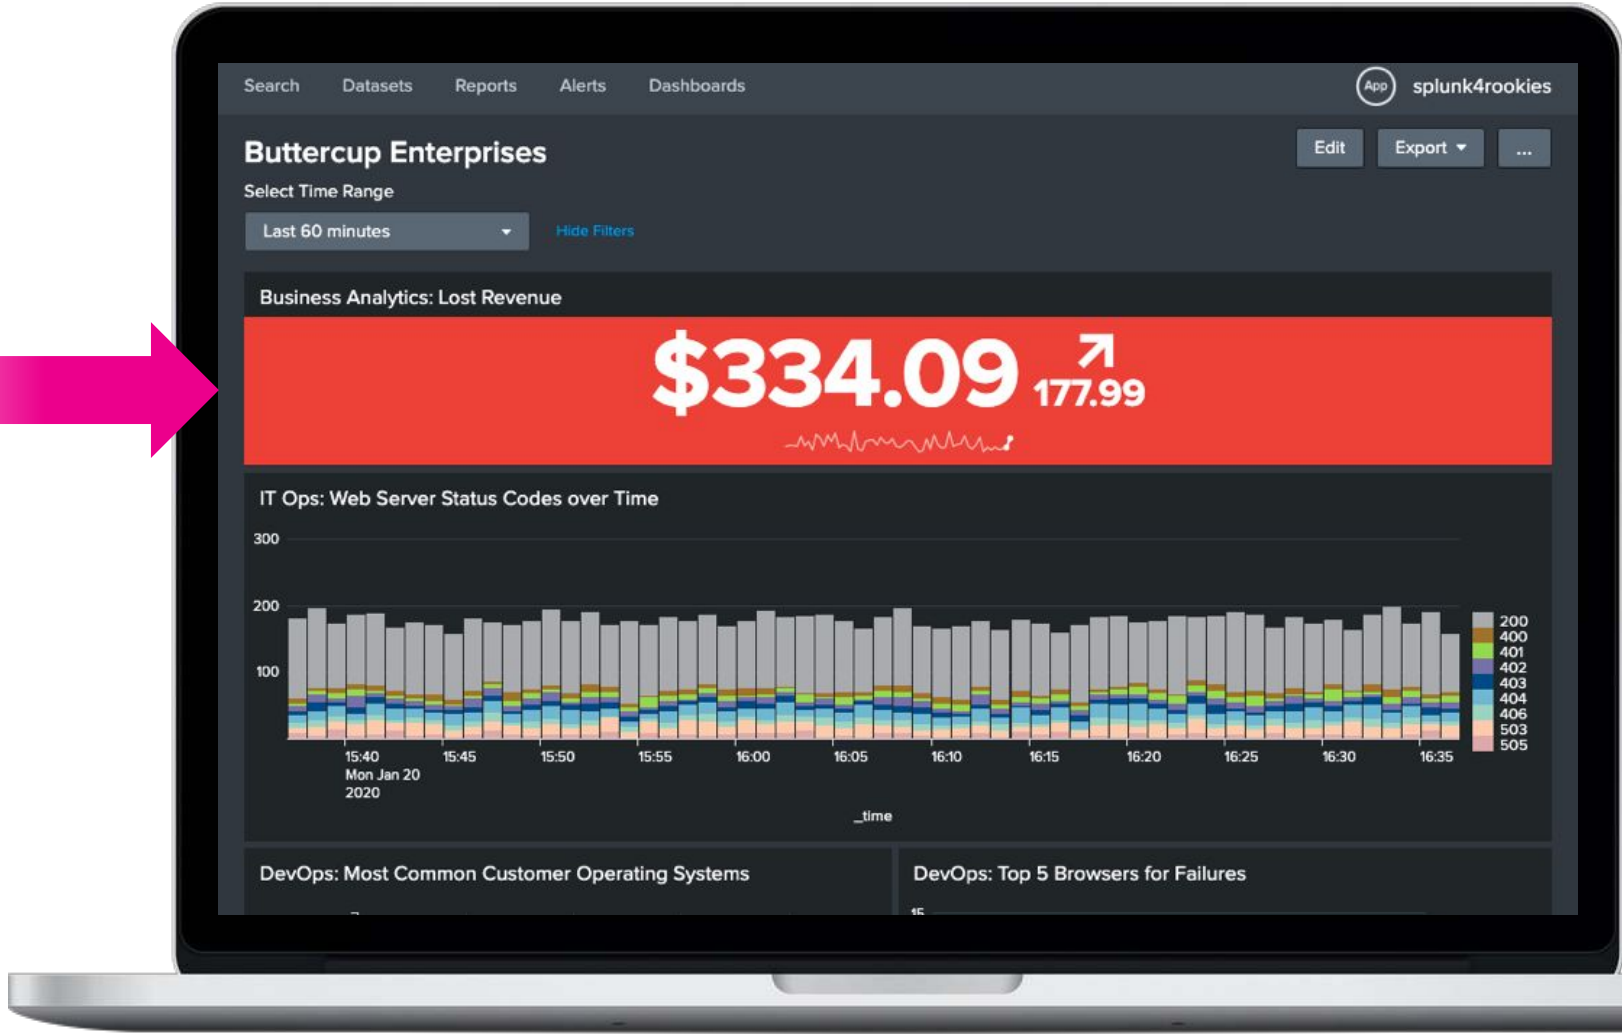 Search Datasets Reports Alerts Dashboards App splunk4rookies
Buttercup Enterprises
Edit Export ...
Select Time Range
Last 60 minutes Hide Filters
Business Analytics: Lost Revenue
$334.09 177.99
IT Ops: Web Server Status Codes over Time
300
200
100
200
400
401
402
403
404
406
503
505
15:40 15:45 15:50 15:55 16:00 16:05 16:10 16:15 16:20 16:25 16:30 16:35
Mon Jan 20
2020
_time
DevOps: Most Common Customer Operating Systems
DevOps: Top 5 Browsers for Failures
15